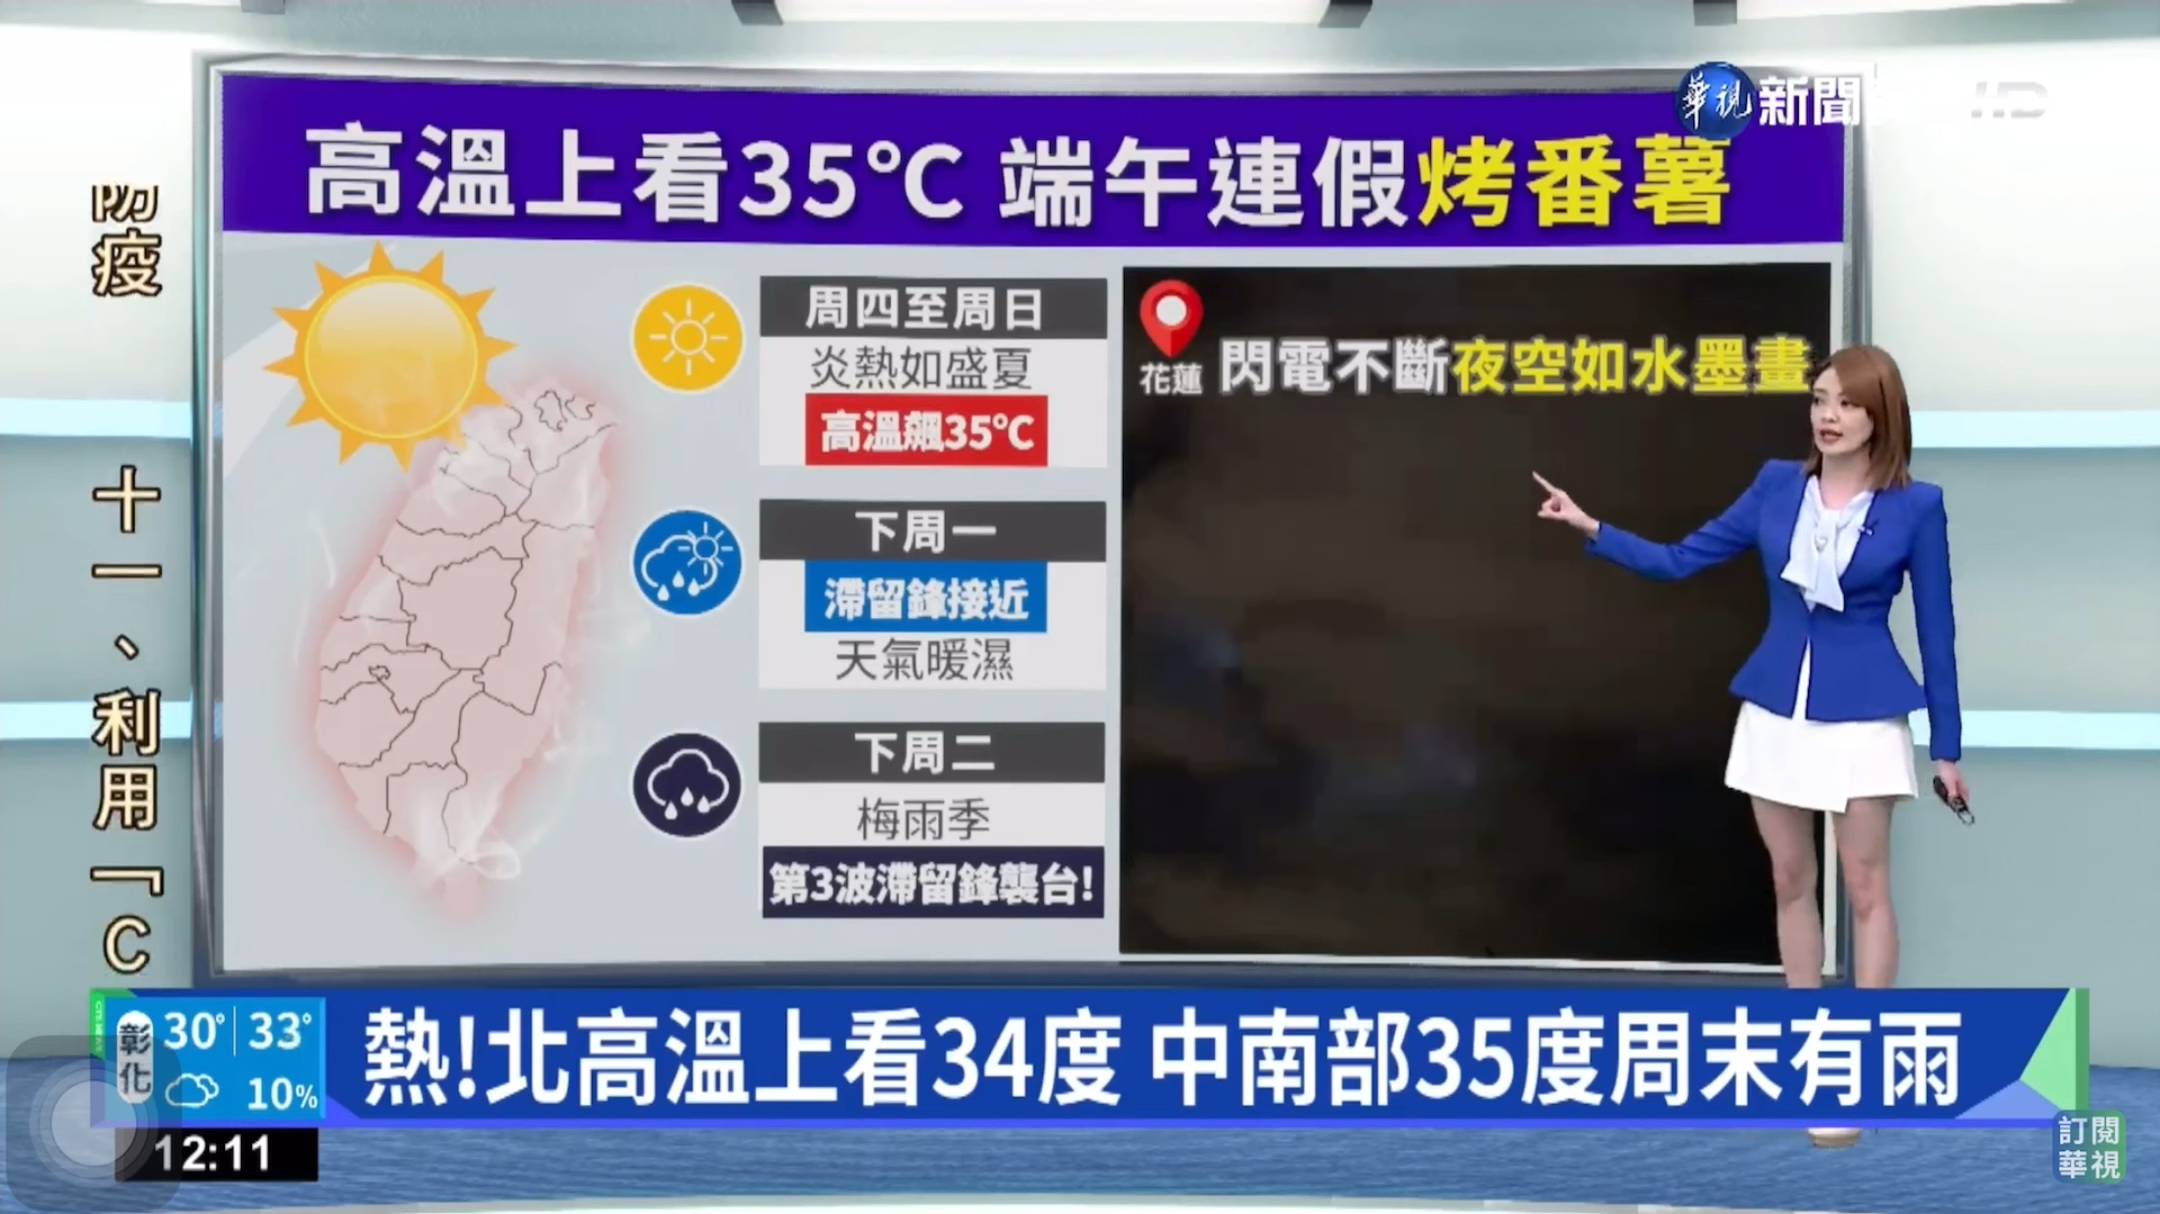 華視新聞 HD
高溫上看35°C 端午連假烤番薯
周四至周日
炎熱如盛夏
高溫飆35°C
下周一
滯留鋒接近
天氣暖濕
下周二
梅雨季
第3波滯留鋒襲台!
花蓮
閃電不斷夜空如水墨畫
防疫
十一、利用「C
彰化
30° 33°
10%
熱!北高溫上看34度 中南部35度周末有雨
12:11
訂閱
華視